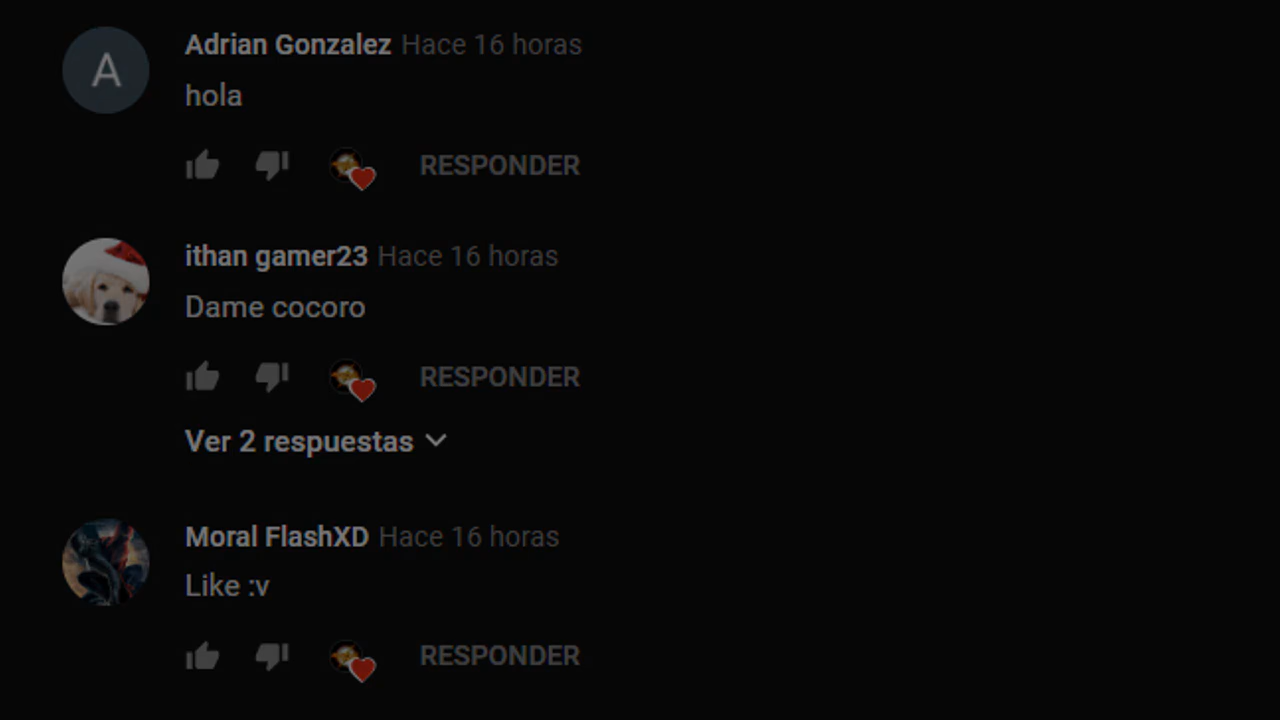 A
Adrian Gonzalez Hace 16 horas
hola
RESPONDER
ithan gamer23 Hace 16 horas
Dame cocoro
RESPONDER
Ver 2 respuestas
Moral FlashXD Hace 16 horas
Like :v
RESPONDER